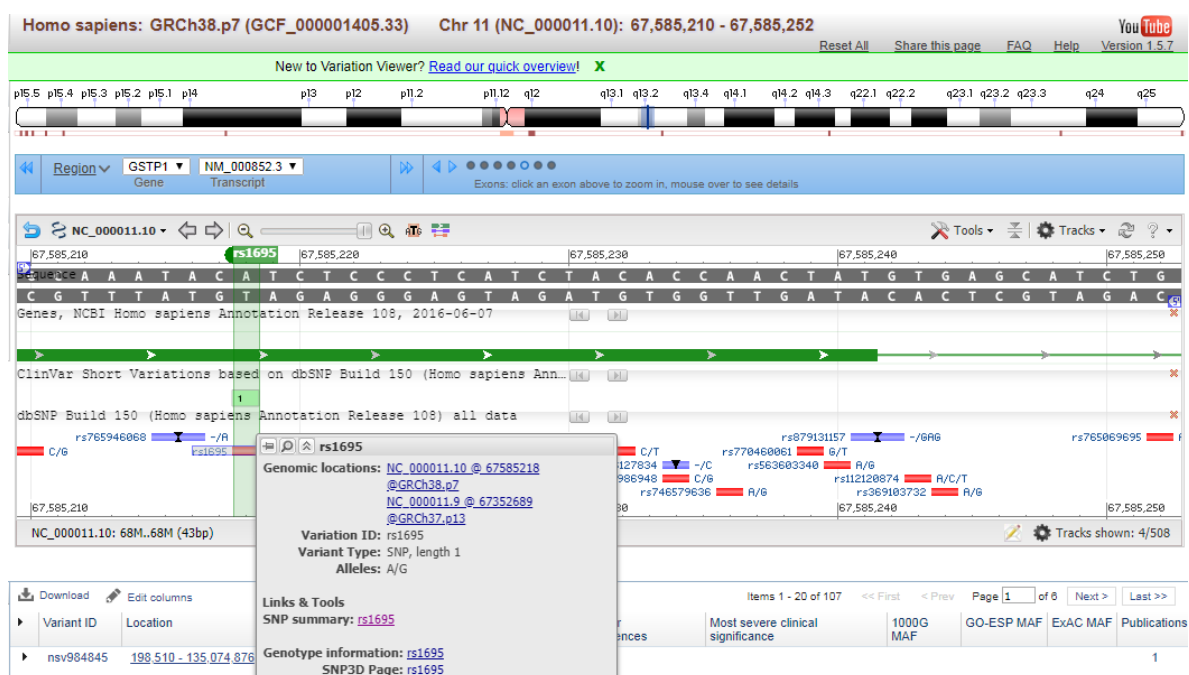 Homo sapiens: GRCh38.p7 (GCF_000001405.33) Chr 11 (NC_000011.10): 67,585,210 - 67,585,252
YouTube
Reset All Share this page FAQ Help Version 1.5.7
New to Variation Viewer? Read our quick overview! X
p15.5 p15.4 p15.3 p15.2 p15.1 p14 p13 p12 p11.2 p11.12 q12 q13.1 q13.2 q13.4 q14.1 q14.2 q14.3 q22.1 q22.2 q23.1 q23.2 q23.3 q24 q25
Region GSTP1 NM_000852.3
Gene Transcript Exons: click an exon above to zoom in, mouse over to see details
NC_000011.10 ATG Tools Tracks ?
67,585,210 rs1695 67,585,220 67,585,230 67,585,240 67,585,250
Sequence A A A T A C A T C T C C C T C A T C T A C A C C A A C T A T G T G A G C A T C T G
C G T T T A T G T A G A G G G A G T A G A T G T G G T T G A T A C A C T C G T A G A C
Genes, NCBI Homo sapiens Annotation Release 108, 2016-06-07
ClinVar Short Variations based on dbSNP Build 150 (Homo sapiens Ann…
1
dbSNP Build 150 (Homo sapiens Annotation Release 108) all data
rs765946068 -/A rs879131157 -/GAG rs765069695
C/G rs1695 C/T rs770460061 G/T
127834 -/C rs563603340 A/G
986948 C/G rs112120874 A/C/T
rs746579636 A/G rs369103732 A/G
67,585,210 30 67,585,240 67,585,250
NC_000011.10: 68M..68M (43bp) Tracks shown: 4/508
rs1695
Genomic locations: NC_000011.10 @ 67585218
@GRCh38.p7
NC_000011.9 @ 67352689
@GRCh37.p13
Variation ID: rs1695
Variant Type: SNP, length 1
Alleles: A/G
Links & Tools
SNP summary: rs1695
Genotype information: rs1695
SNP3D Page: rs1695
Download Edit columns Items 1 - 20 of 107 << First < Prev Page 1 of 6 Next > Last >>
Variant ID Location r Most severe clinical 1000G GO-ESP MAF ExAC MAF Publications
ences significance MAF
nsv984845 198,510 - 135,074,876 1